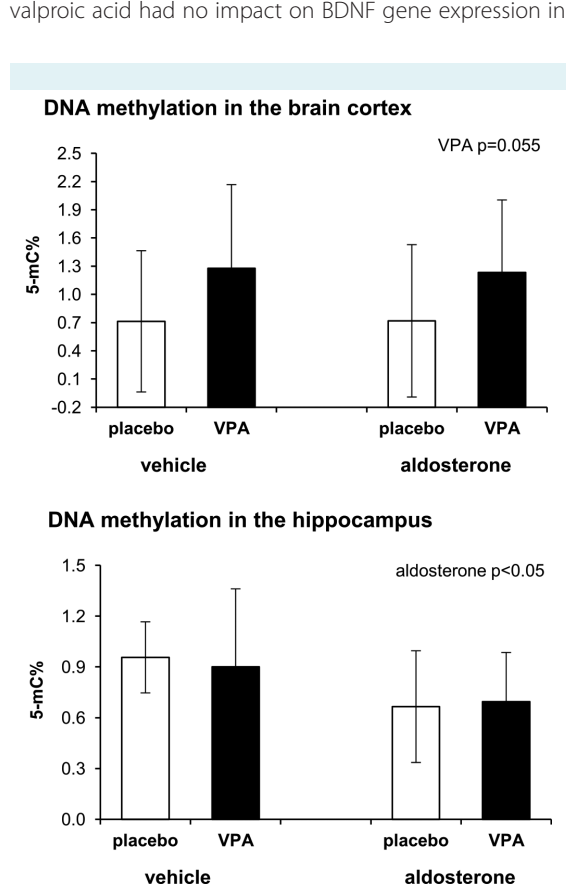 valproic acid had no impact on BDNF gene expression in
DNA methylation in the brain cortex
VPA p=0.055
2.5
2.2
1.9
1.6
1.3
1.0
0.7
0.4
0.1
-0.2
5-mC%
placebo VPA placebo VPA
vehicle aldosterone
DNA methylation in the hippocampus
aldosterone p<0.05
1.5
1.2
0.9
0.6
0.3
0.0
5-mC%
placebo VPA placebo VPA
vehicle aldosterone